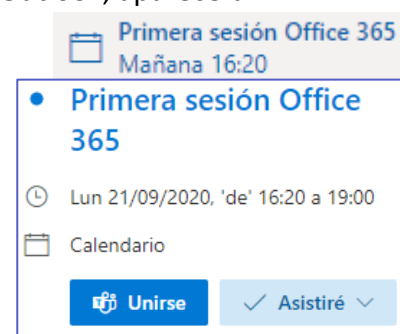 Primera sesión Office 365
Mañana 16:20
Primera sesión Office
365
Lun 21/09/2020, 'de' 16:20 a 19:00
Calendario
Unirse Asistiré